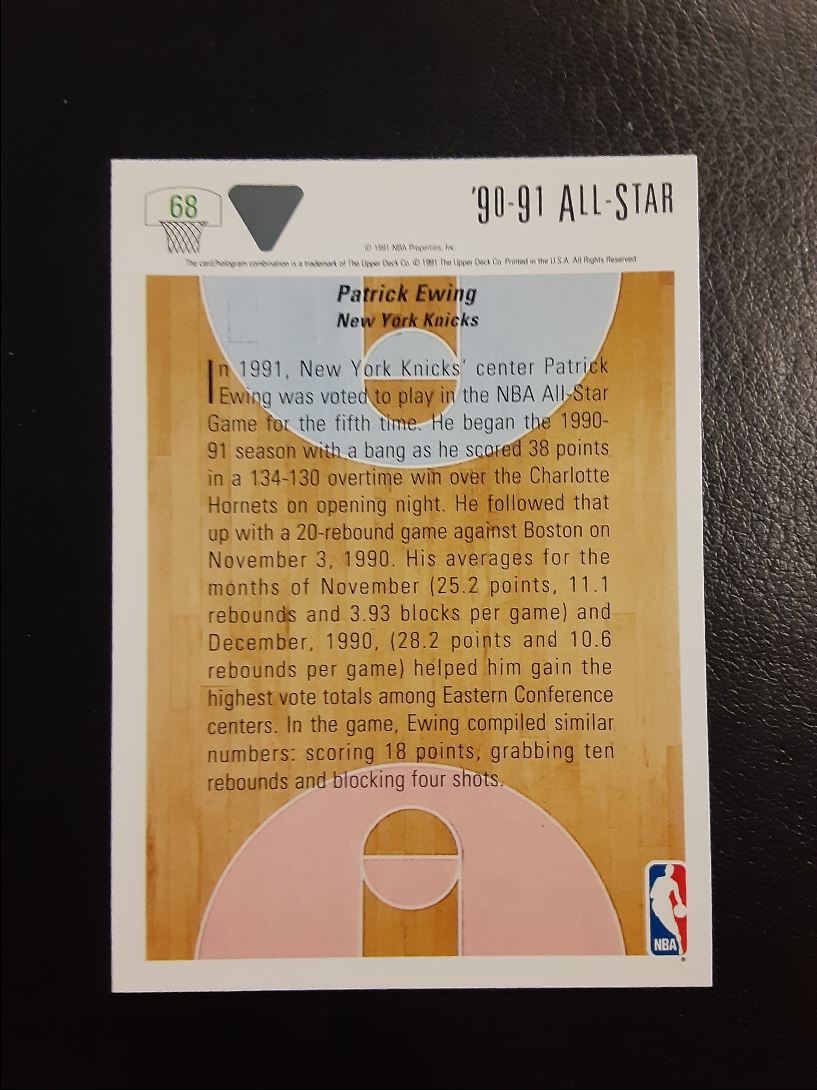 68
'90-91 ALL-STAR
© 1991 NBA Properties, Inc
The card/hologram combination is a trademark of The Upper Deck Co. © 1991 The Upper Deck Co. Printed in the U.S.A. All Rights Reserved
Patrick Ewing
New York Knicks
In 1991, New York Knicks' center Patrick
Ewing was voted to play in the NBA All-Star
Game for the fifth time. He began the 1990-
91 season with a bang as he scored 38 points
in a 134-130 overtime win over the Charlotte
Hornets on opening night. He followed that
up with a 20-rebound game against Boston on
November 3, 1990. His averages for the
months of November (25.2 points, 11.1
rebounds and 3.93 blocks per game) and
December, 1990, (28.2 points and 10.6
rebounds per game) helped him gain the
highest vote totals among Eastern Conference
centers. In the game, Ewing compiled similar
numbers: scoring 18 points, grabbing ten
rebounds and blocking four shots.
NBA